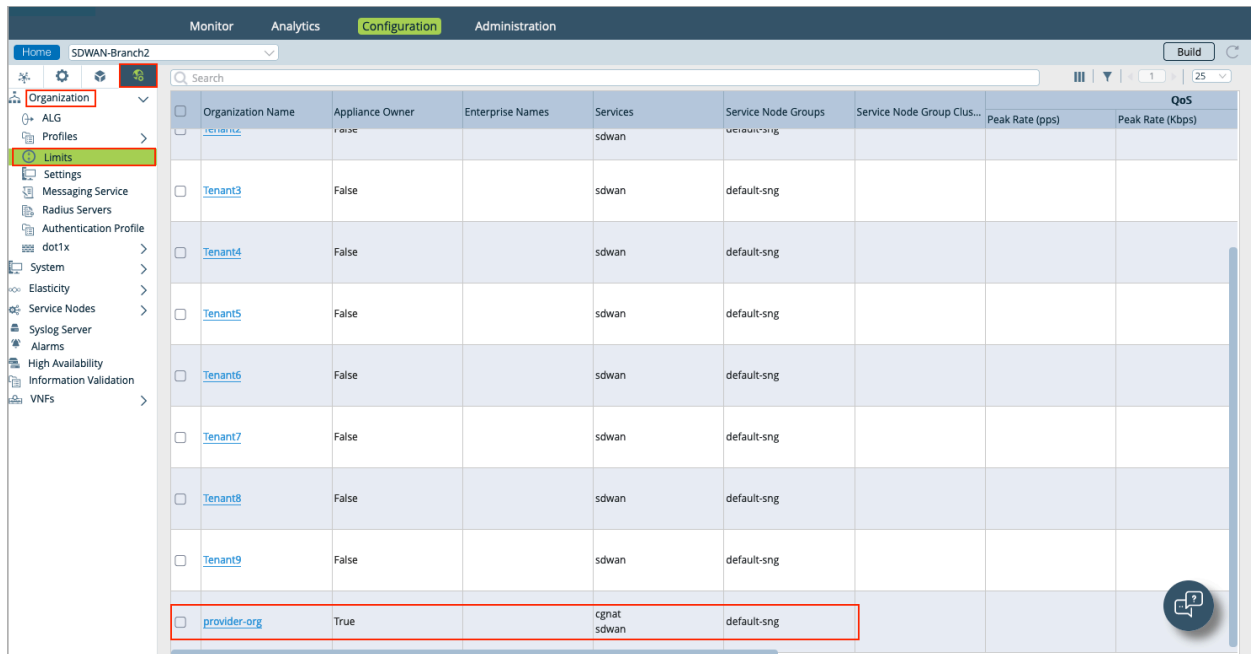 Monitor Analytics Configuration Administration
Home SDWAN-Branch2 Build
Search 1 25
Organization
ALG
Profiles
Limits
Settings
Messaging Service
Radius Servers
Authentication Profile
dot1x
System
Elasticity
Service Nodes
Syslog Server
Alarms
High Availability
Information Validation
VNFs
QoS
Organization Name Appliance Owner Enterprise Names Services Service Node Groups Service Node Group Clus... Peak Rate (pps) Peak Rate (Kbps)
Tenant2 False sdwan default-sng
Tenant3 False sdwan default-sng
Tenant4 False sdwan default-sng
Tenant5 False sdwan default-sng
Tenant6 False sdwan default-sng
Tenant7 False sdwan default-sng
Tenant8 False sdwan default-sng
Tenant9 False sdwan default-sng
provider-org True cgnat default-sng
sdwan